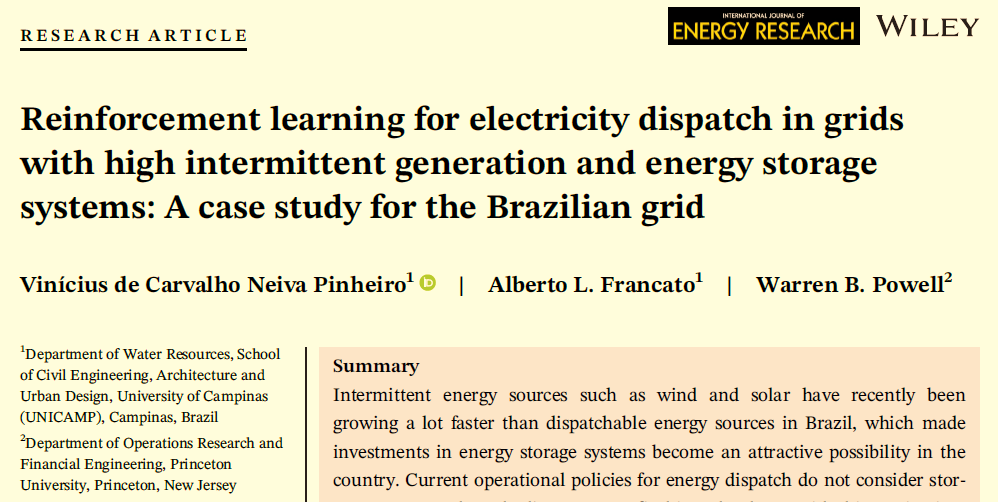 RESEARCH ARTICLE
INTERNATIONAL JOURNAL OF
ENERGY RESEARCH
WILEY
Reinforcement learning for electricity dispatch in grids
with high intermittent generation and energy storage
systems: A case study for the Brazilian grid
Vinícius de Carvalho Neiva Pinheiro¹ iD | Alberto L. Francato¹ | Warren B. Powell²
¹Department of Water Resources, School
of Civil Engineering, Architecture and
Urban Design, University of Campinas
(UNICAMP), Campinas, Brazil
²Department of Operations Research and
Financial Engineering, Princeton
University, Princeton, New Jersey
Summary
Intermittent energy sources such as wind and solar have recently been
growing a lot faster than dispatchable energy sources in Brazil, which made
investments in energy storage systems become an attractive possibility in the
country. Current operational policies for energy dispatch do not consider stor-